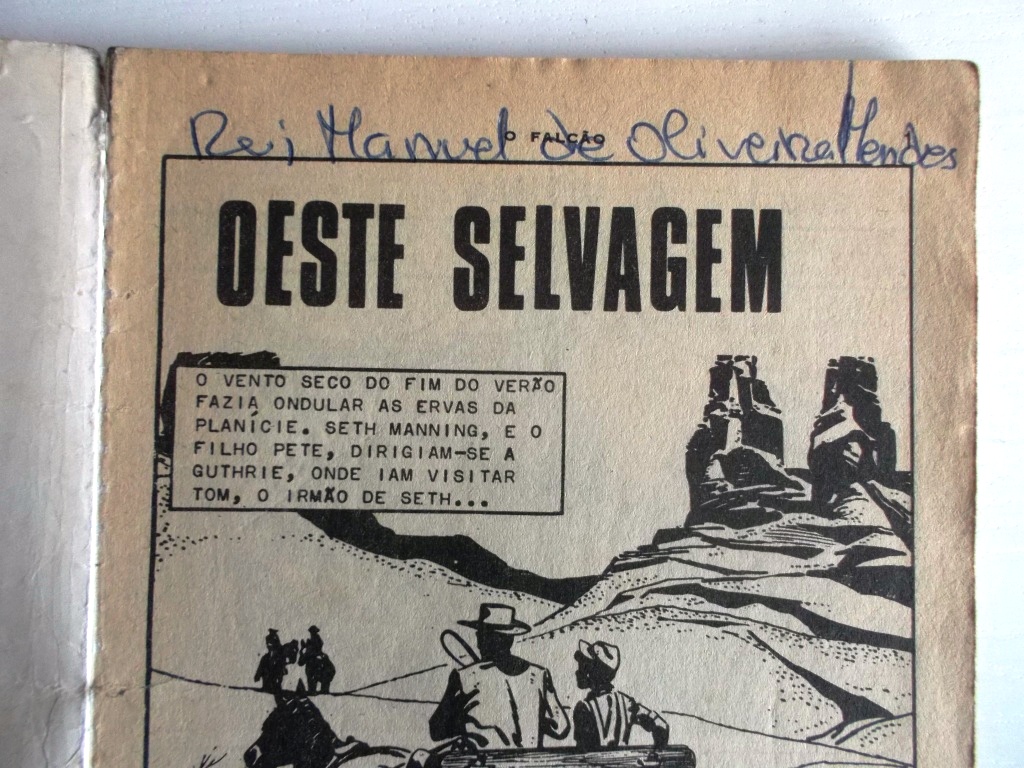 O FALCÃO
Rui Manuel de Oliveira Mendes
OESTE SELVAGEM
O VENTO SECO DO FIM DO VERÃO
FAZIA ONDULAR AS ERVAS DA
PLANÍCIE. SETH MANNING, E O
FILHO PETE, DIRIGIAM-SE A
GUTHRIE, ONDE IAM VISITAR
TOM, O IRMÃO DE SETH...